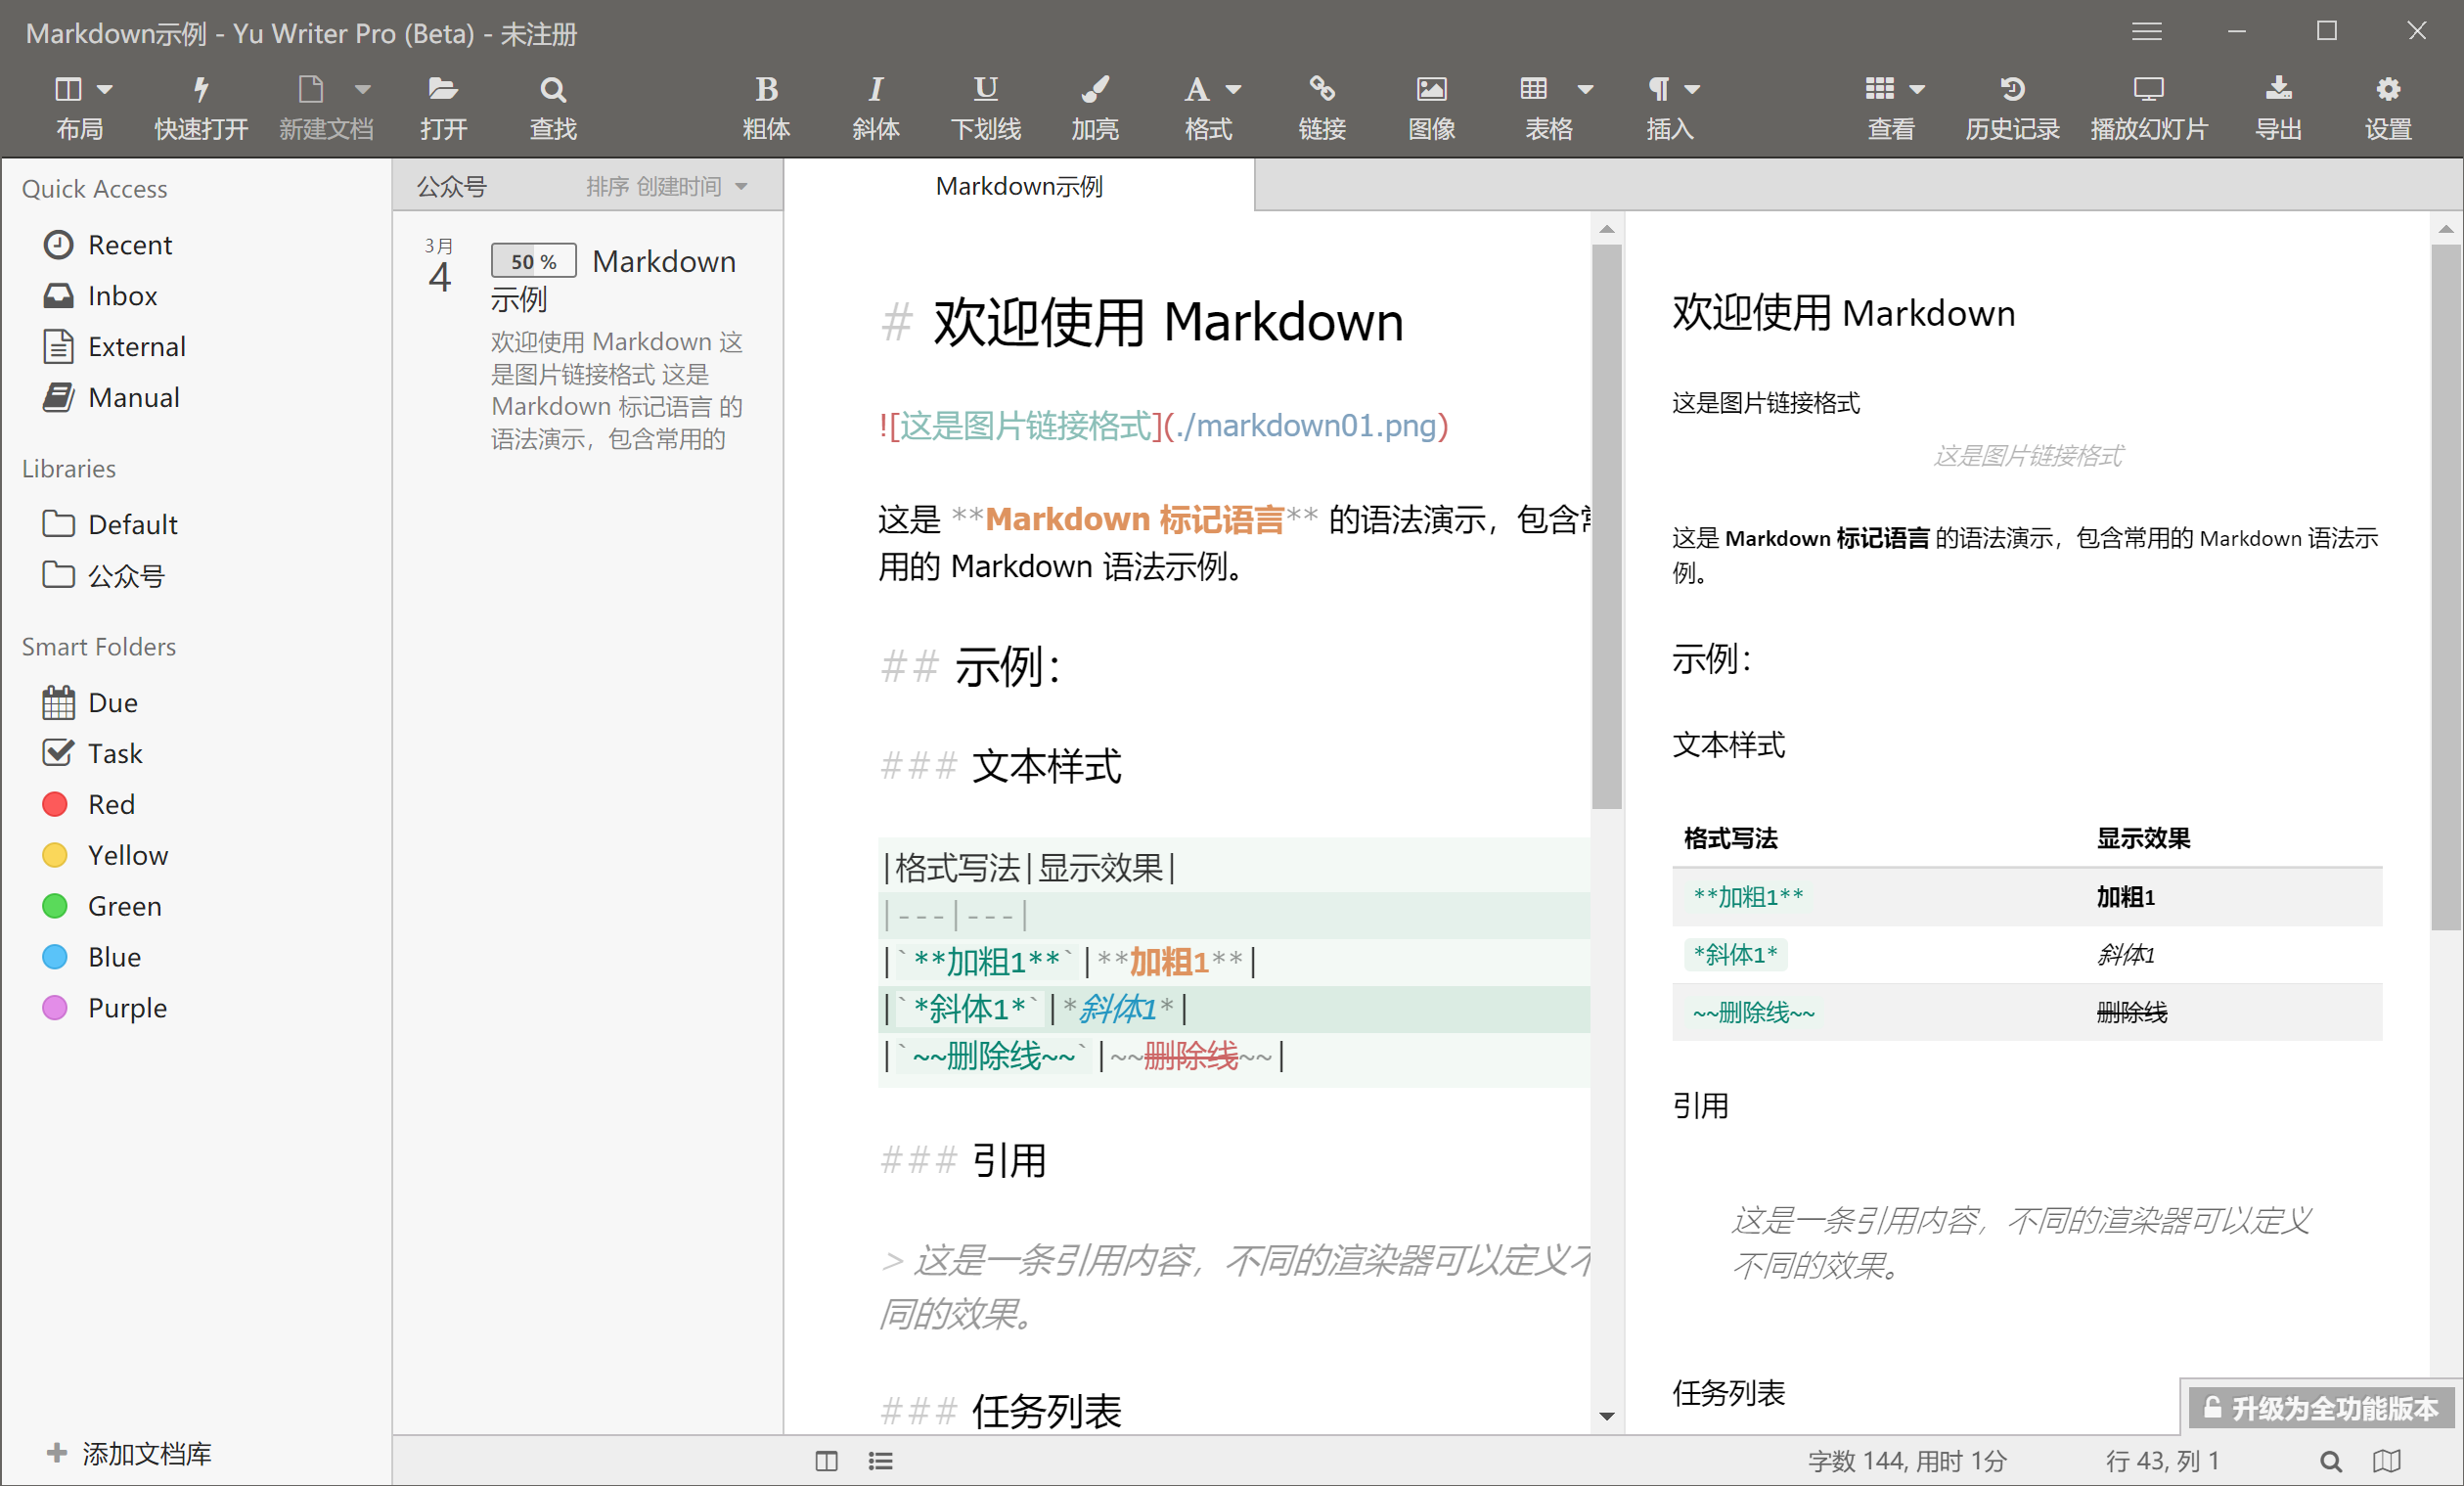 Markdown示例 - Yu Writer Pro (Beta) - 未注册
布局 快速打开 新建文档 打开 查找 粗体 斜体 下划线 加亮 格式 链接 图像 表格 插入 查看 历史记录 播放幻灯片 导出 设置
Quick Access
Recent
Inbox
External
Manual
Libraries
Default
公众号
Smart Folders
Due
Task
Red
Yellow
Green
Blue
Purple
添加文档库
公众号 排序 创建时间
3月
4
50 % Markdown
示例
欢迎使用 Markdown 这
是图片链接格式 这是
Markdown 标记语言 的
语法演示，包含常用的
Markdown示例
# 欢迎使用 Markdown
![这是图片链接格式](./markdown01.png)
这是 **Markdown 标记语言** 的语法演示，包含常
用的 Markdown 语法示例。
## 示例：
### 文本样式
|格式写法|显示效果|
|---|---|
|`**加粗1**`|**加粗1**|
|`*斜体1*`|*斜体1*|
|`~~删除线~~`|~~删除线~~|
### 引用
> 这是一条引用内容，不同的渲染器可以定义不
同的效果。
### 任务列表
欢迎使用 Markdown
这是图片链接格式
这是图片链接格式
这是 Markdown 标记语言 的语法演示，包含常用的 Markdown 语法示
例。
示例：
文本样式
格式写法 显示效果
**加粗1** 加粗1
*斜体1* 斜体1
~~删除线~~ 删除线
引用
这是一条引用内容，不同的渲染器可以定义
不同的效果。
任务列表
升级为全功能版本
字数 144, 用时 1分 行 43, 列 1